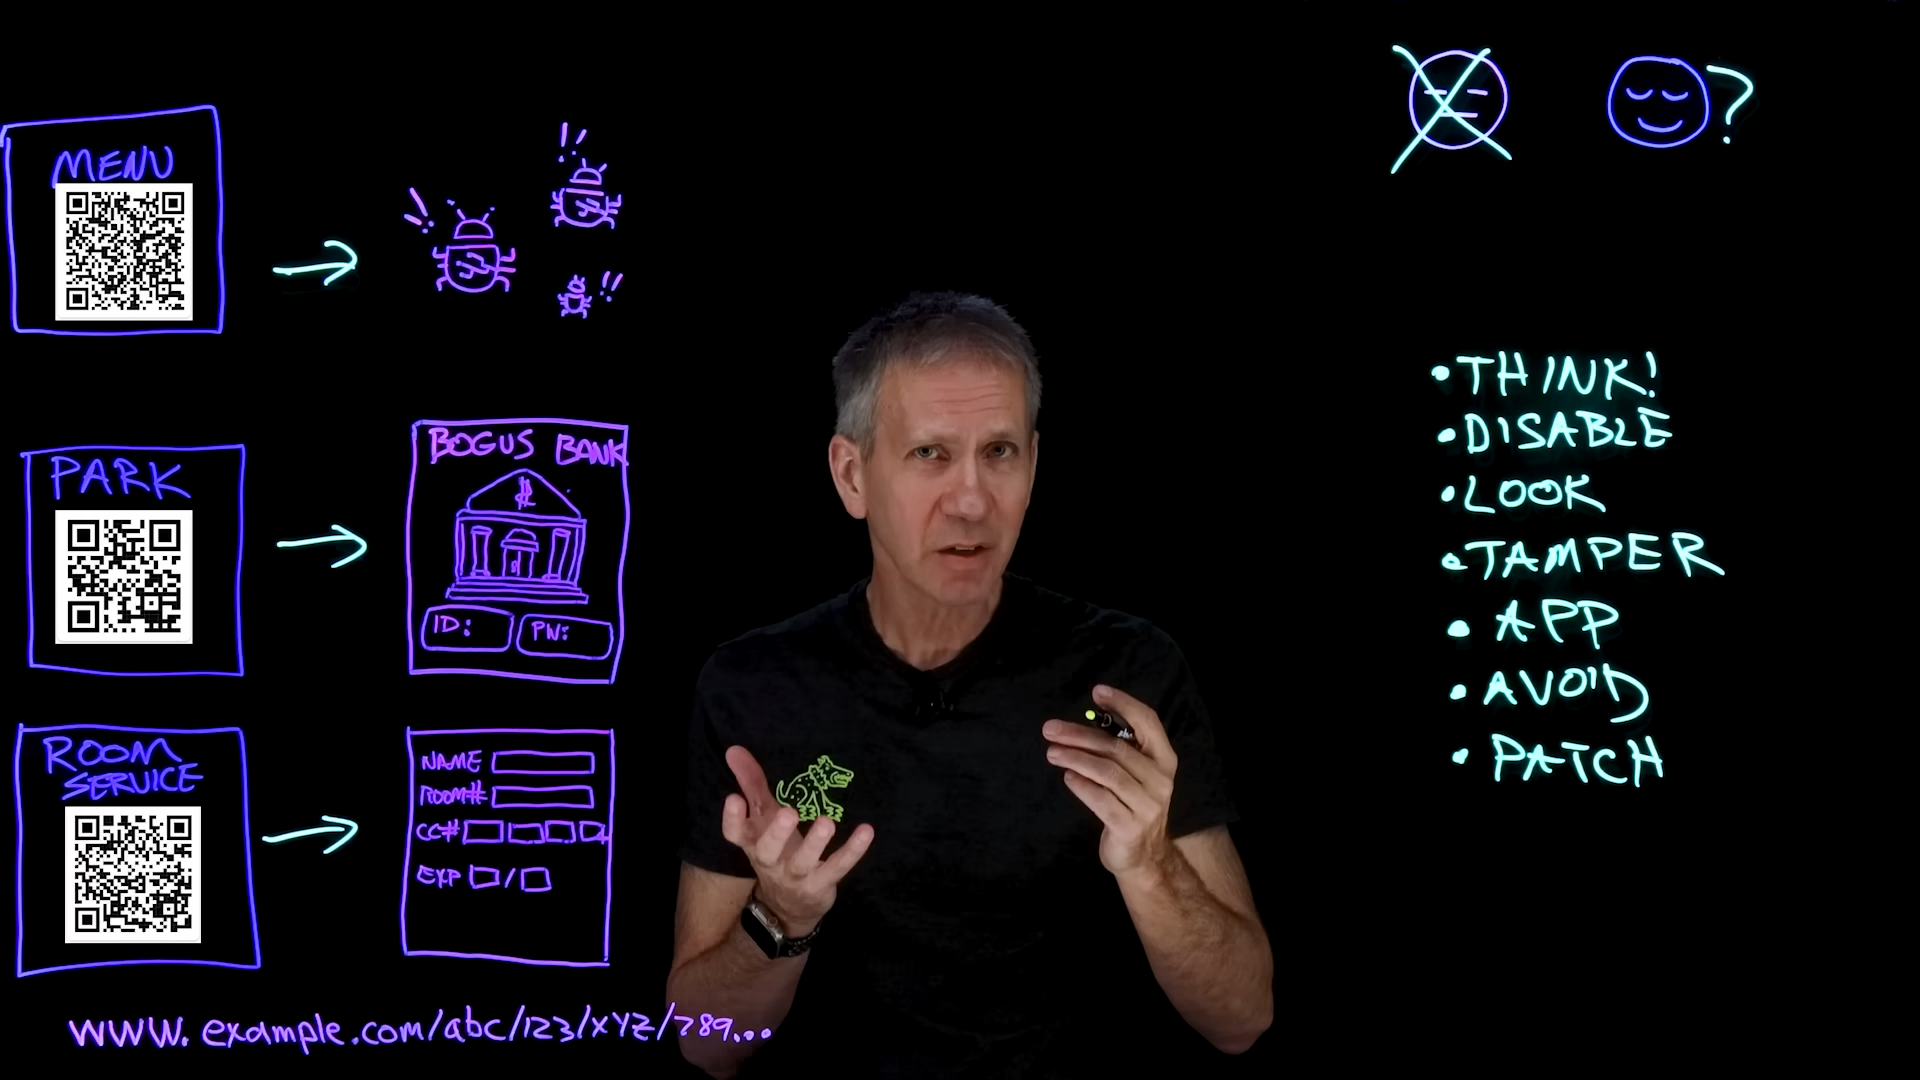 MENU
!!
!!
!!
PARK
BOGUS BANK
ID:
PW:
ROOM
SERVICE
NAME
ROOM#
CC#
EXP /
www.example.com/abc/123/XYZ/789...
?
• THINK!
• DISABLE
• LOOK
• TAMPER
• APP
• AVOID
• PATCH